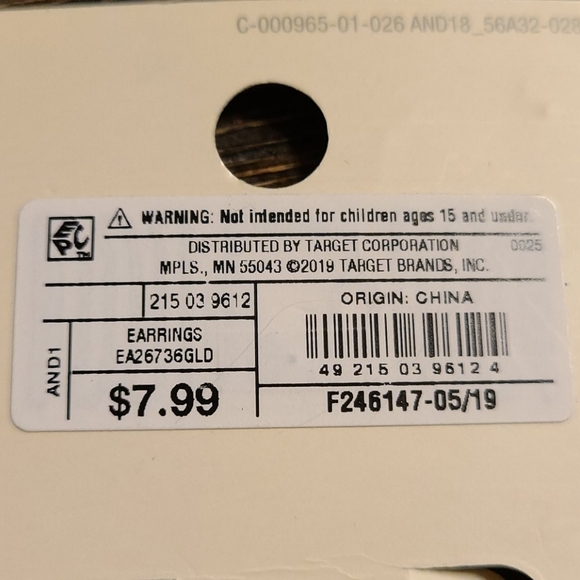 C-000965-01-026 AND18_56A32-028
EPC™
⚠ WARNING: Not intended for children ages 15 and under.
DISTRIBUTED BY TARGET CORPORATION 0025
MPLS., MN 55043 ©2019 TARGET BRANDS, INC.
215 03 9612
ORIGIN: CHINA
AND1
EARRINGS
EA26736GLD
49 215 03 9612 4
$7.99
F246147-05/19